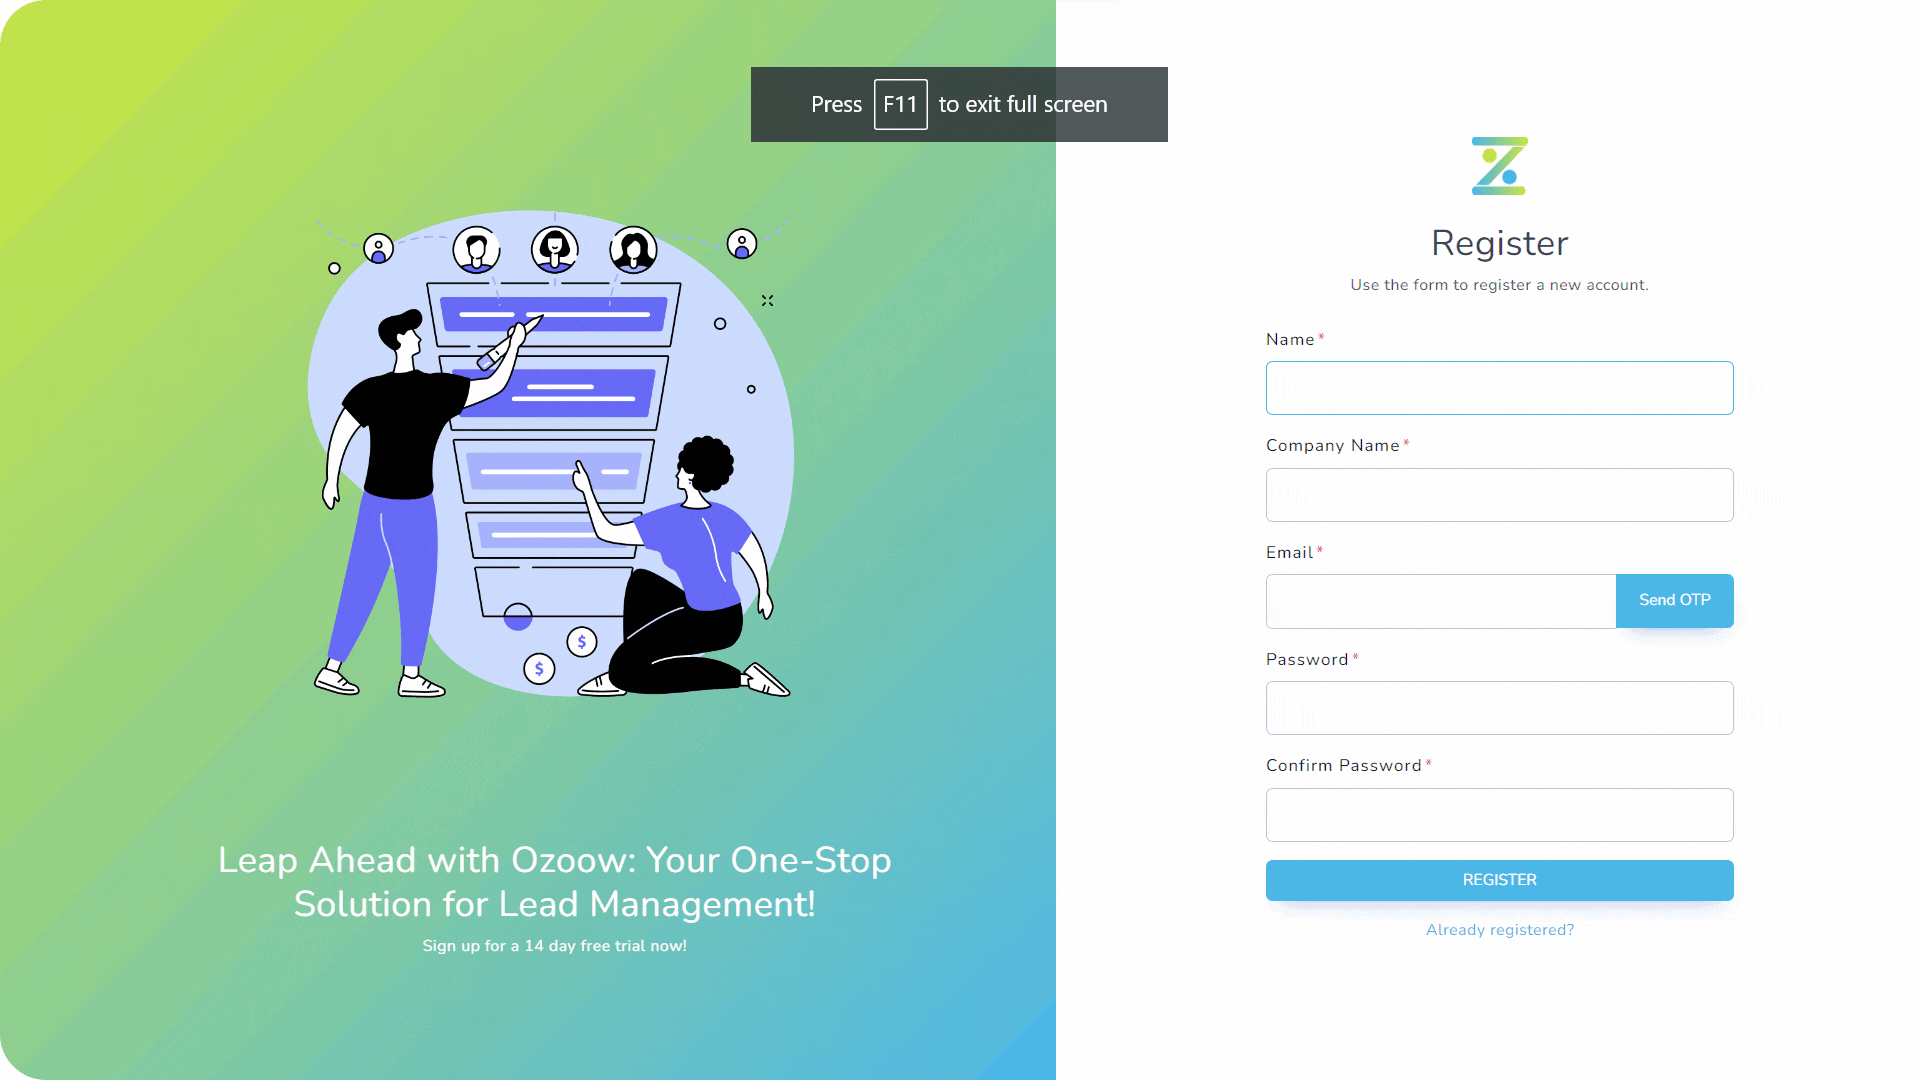 Press F11 to exit full screen
Leap Ahead with Ozoow: Your One-Stop
Solution for Lead Management!
Sign up for a 14 day free trial now!
$
$
Register
Use the form to register a new account.
Name*
Company Name*
Email*
Send OTP
Password*
Confirm Password*
REGISTER
Already registered?